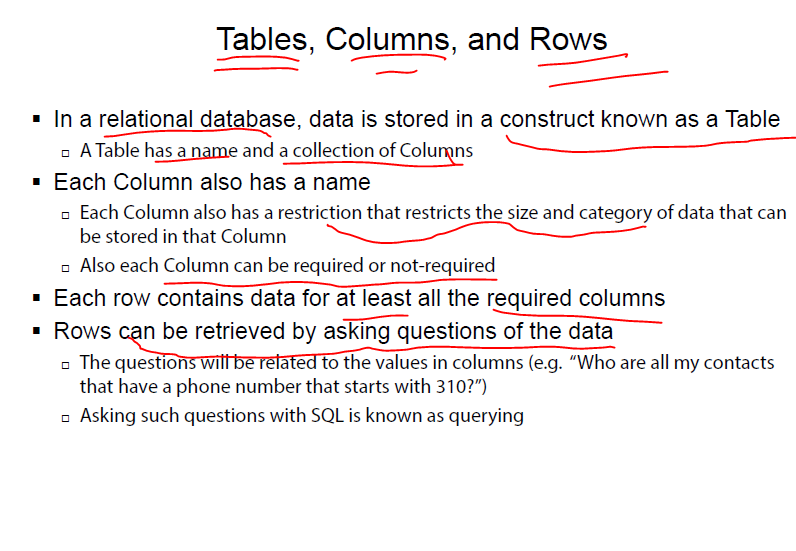 Tables, Columns, and Rows
▪ In a relational database, data is stored in a construct known as a Table
▫ A Table has a name and a collection of Columns
▪ Each Column also has a name
▫ Each Column also has a restriction that restricts the size and category of data that can
be stored in that Column
▫ Also each Column can be required or not-required
▪ Each row contains data for at least all the required columns
▪ Rows can be retrieved by asking questions of the data
▫ The questions will be related to the values in columns (e.g. “Who are all my contacts
that have a phone number that starts with 310?”)
▫ Asking such questions with SQL is known as querying